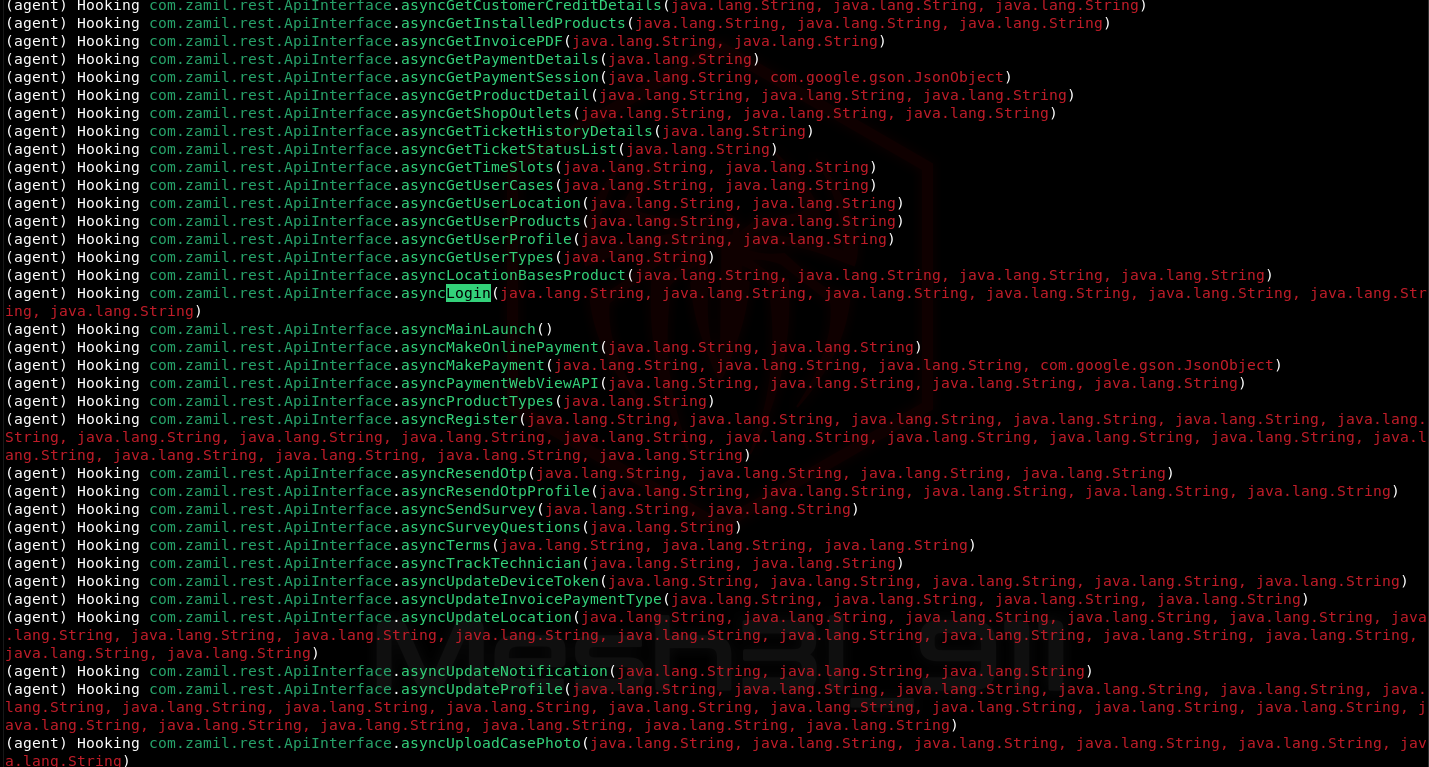 (agent) Hooking com.zamil.rest.ApiInterface.asyncGetCustomerCreditDetails(java.lang.String, java.lang.String, java.lang.String)
(agent) Hooking com.zamil.rest.ApiInterface.asyncGetInstalledProducts(java.lang.String, java.lang.String, java.lang.String)
(agent) Hooking com.zamil.rest.ApiInterface.asyncGetInvoicePDF(java.lang.String, java.lang.String)
(agent) Hooking com.zamil.rest.ApiInterface.asyncGetPaymentDetails(java.lang.String)
(agent) Hooking com.zamil.rest.ApiInterface.asyncGetPaymentSession(java.lang.String, com.google.gson.JsonObject)
(agent) Hooking com.zamil.rest.ApiInterface.asyncGetProductDetail(java.lang.String, java.lang.String, java.lang.String)
(agent) Hooking com.zamil.rest.ApiInterface.asyncGetShopOutlets(java.lang.String, java.lang.String, java.lang.String)
(agent) Hooking com.zamil.rest.ApiInterface.asyncGetTicketHistoryDetails(java.lang.String)
(agent) Hooking com.zamil.rest.ApiInterface.asyncGetTicketStatusList(java.lang.String)
(agent) Hooking com.zamil.rest.ApiInterface.asyncGetTimeSlots(java.lang.String, java.lang.String)
(agent) Hooking com.zamil.rest.ApiInterface.asyncGetUserCases(java.lang.String, java.lang.String)
(agent) Hooking com.zamil.rest.ApiInterface.asyncGetUserLocation(java.lang.String, java.lang.String)
(agent) Hooking com.zamil.rest.ApiInterface.asyncGetUserProducts(java.lang.String, java.lang.String)
(agent) Hooking com.zamil.rest.ApiInterface.asyncGetUserProfile(java.lang.String, java.lang.String)
(agent) Hooking com.zamil.rest.ApiInterface.asyncGetUserTypes(java.lang.String)
(agent) Hooking com.zamil.rest.ApiInterface.asyncLocationBasesProduct(java.lang.String, java.lang.String, java.lang.String, java.lang.String)
(agent) Hooking com.zamil.rest.ApiInterface.asyncLogin(java.lang.String, java.lang.String, java.lang.String, java.lang.String, java.lang.String, java.lang.Str
ing, java.lang.String)
(agent) Hooking com.zamil.rest.ApiInterface.asyncMainLaunch()
(agent) Hooking com.zamil.rest.ApiInterface.asyncMakeOnlinePayment(java.lang.String, java.lang.String)
(agent) Hooking com.zamil.rest.ApiInterface.asyncMakePayment(java.lang.String, java.lang.String, java.lang.String, com.google.gson.JsonObject)
(agent) Hooking com.zamil.rest.ApiInterface.asyncPaymentWebViewAPI(java.lang.String, java.lang.String, java.lang.String, java.lang.String)
(agent) Hooking com.zamil.rest.ApiInterface.asyncProductTypes(java.lang.String)
(agent) Hooking com.zamil.rest.ApiInterface.asyncRegister(java.lang.String, java.lang.String, java.lang.String, java.lang.String, java.lang.String, java.lang.
String, java.lang.String, java.lang.String, java.lang.String, java.lang.String, java.lang.String, java.lang.String, java.lang.String, java.lang.String, java.l
ang.String, java.lang.String, java.lang.String, java.lang.String, java.lang.String)
(agent) Hooking com.zamil.rest.ApiInterface.asyncResendOtp(java.lang.String, java.lang.String, java.lang.String, java.lang.String)
(agent) Hooking com.zamil.rest.ApiInterface.asyncResendOtpProfile(java.lang.String, java.lang.String, java.lang.String, java.lang.String, java.lang.String)
(agent) Hooking com.zamil.rest.ApiInterface.asyncSendSurvey(java.lang.String, java.lang.String)
(agent) Hooking com.zamil.rest.ApiInterface.asyncSurveyQuestions(java.lang.String)
(agent) Hooking com.zamil.rest.ApiInterface.asyncTerms(java.lang.String, java.lang.String, java.lang.String)
(agent) Hooking com.zamil.rest.ApiInterface.asyncTrackTechnician(java.lang.String, java.lang.String)
(agent) Hooking com.zamil.rest.ApiInterface.asyncUpdateDeviceToken(java.lang.String, java.lang.String, java.lang.String, java.lang.String, java.lang.String)
(agent) Hooking com.zamil.rest.ApiInterface.asyncUpdateInvoicePaymentType(java.lang.String, java.lang.String, java.lang.String, java.lang.String)
(agent) Hooking com.zamil.rest.ApiInterface.asyncUpdateLocation(java.lang.String, java.lang.String, java.lang.String, java.lang.String, java.lang.String, java
.lang.String, java.lang.String, java.lang.String, java.lang.String, java.lang.String, java.lang.String, java.lang.String, java.lang.String, java.lang.String,
java.lang.String, java.lang.String)
(agent) Hooking com.zamil.rest.ApiInterface.asyncUpdateNotification(java.lang.String, java.lang.String, java.lang.String)
(agent) Hooking com.zamil.rest.ApiInterface.asyncUpdateProfile(java.lang.String, java.lang.String, java.lang.String, java.lang.String, java.lang.String, java.
lang.String, java.lang.String, java.lang.String, java.lang.String, java.lang.String, java.lang.String, java.lang.String, java.lang.String, java.lang.String, j
ava.lang.String, java.lang.String, java.lang.String, java.lang.String, java.lang.String, java.lang.String)
(agent) Hooking com.zamil.rest.ApiInterface.asyncUploadCasePhoto(java.lang.String, java.lang.String, java.lang.String, java.lang.String, java.lang.String, jav
a.lang.String)